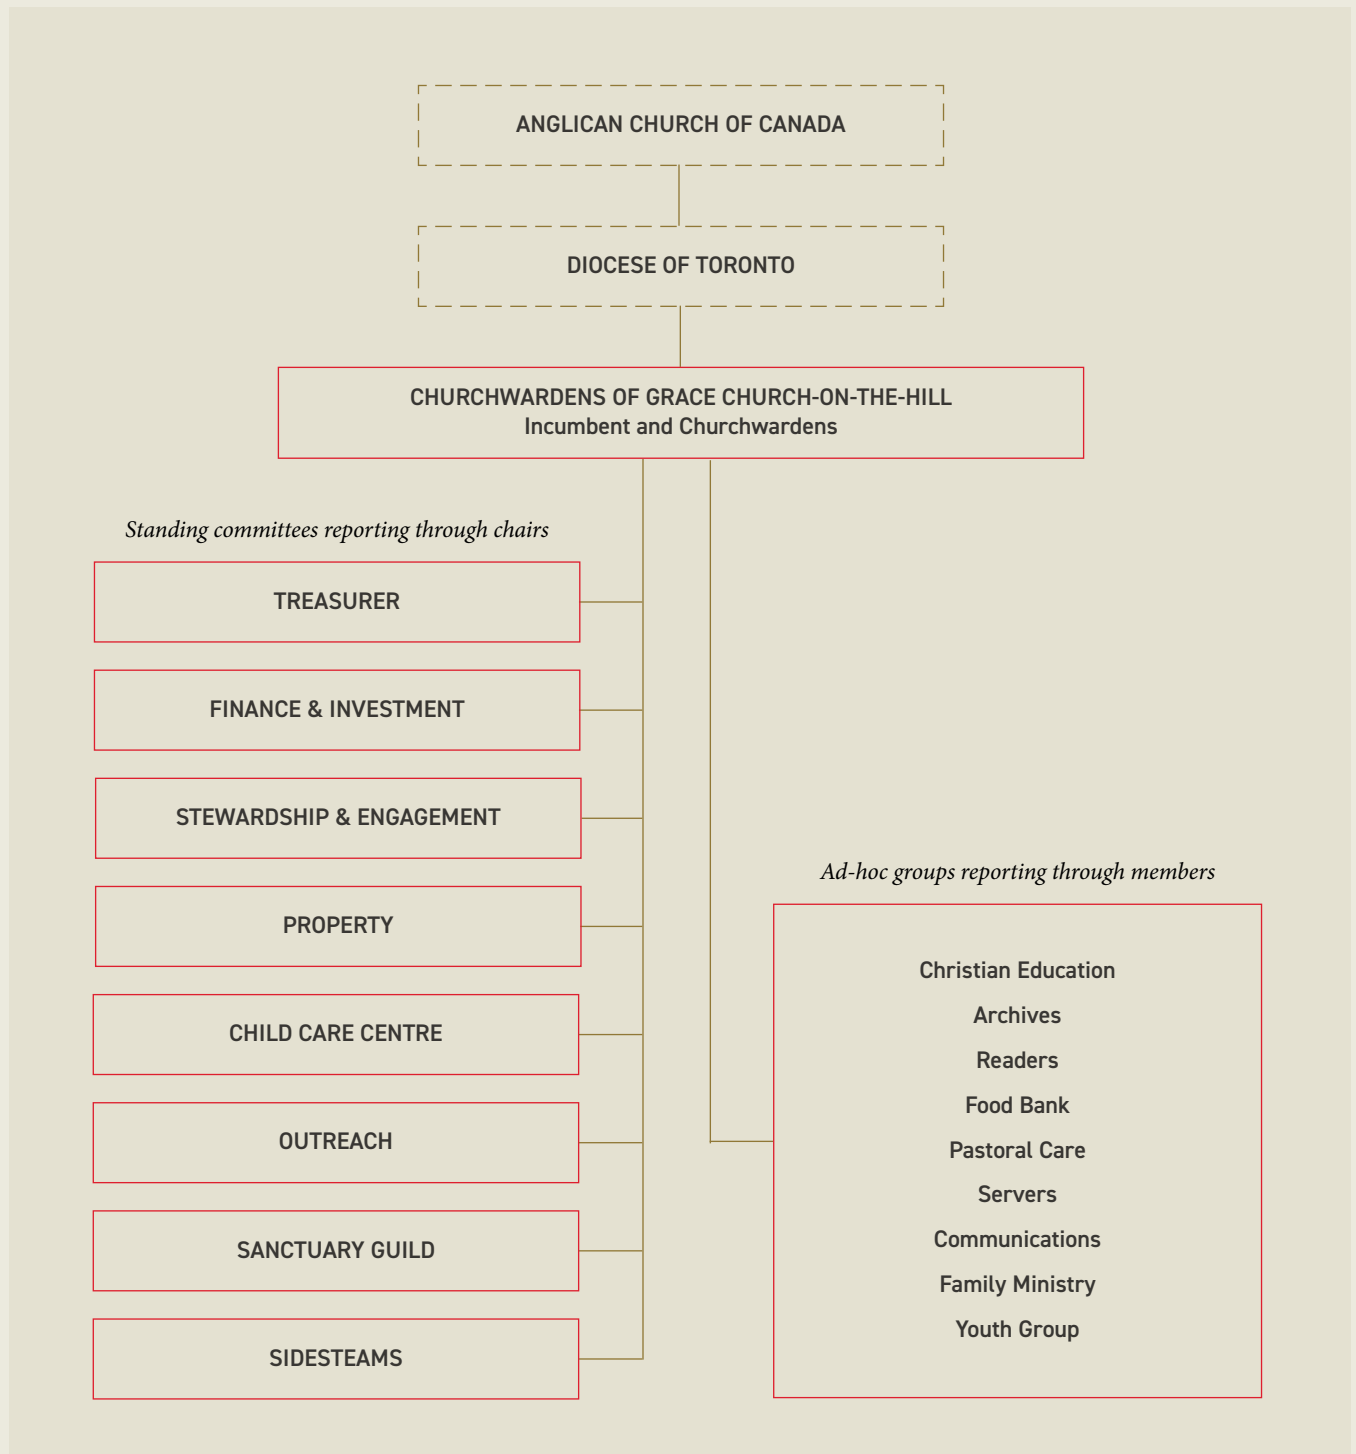 ANGLICAN CHURCH OF CANADA
DIOCESE OF TORONTO
CHURCHWARDENS OF GRACE CHURCH-ON-THE-HILL
Incumbent and Churchwardens
Standing committees reporting through chairs
TREASURER
FINANCE & INVESTMENT
STEWARDSHIP & ENGAGEMENT
PROPERTY
CHILD CARE CENTRE
OUTREACH
SANCTUARY GUILD
SIDESTEAMS
Ad-hoc groups reporting through members
Christian Education
Archives
Readers
Food Bank
Pastoral Care
Servers
Communications
Family Ministry
Youth Group